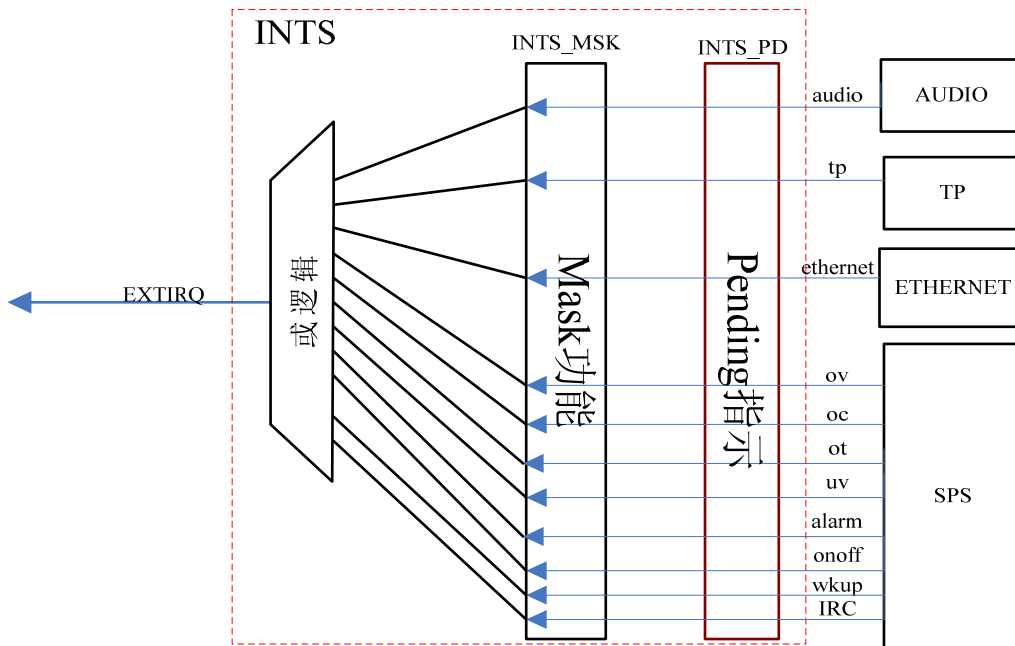 INTS
INTS_MSK
INTS_PD
AUDIO
audio
tp
TP
ethernet
ETHERNET
EXTIRQ
或逻辑
Mask功能
Pending指示
ov
oc
ot
uv
SPS
alarm
onoff
wkup
IRC